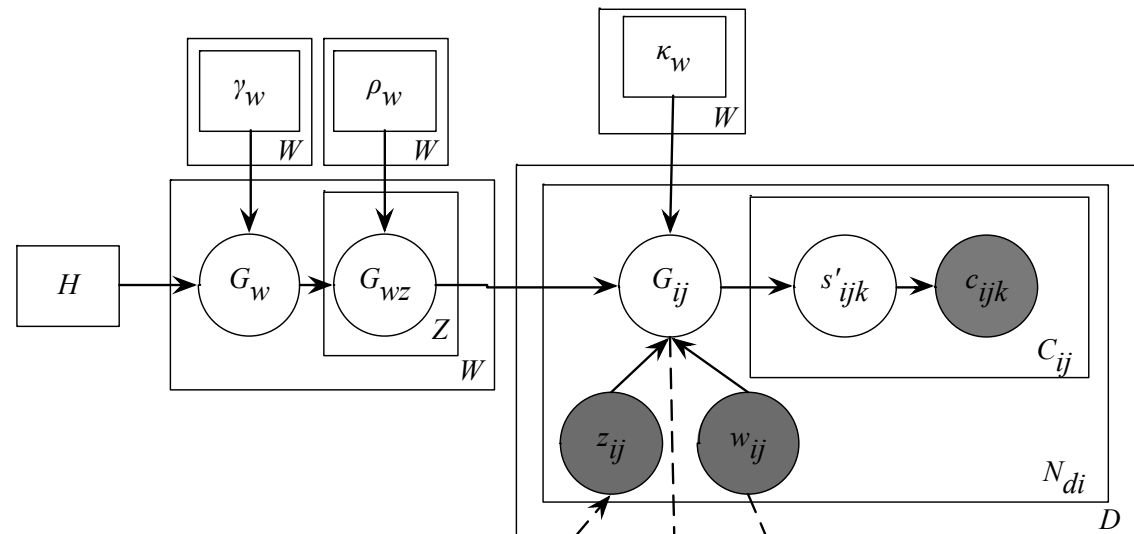 κ_w
W
γ_w
W
ρ_w
W
H
G_w
G_wz
Z
W
G_ij
s'_ijk
c_ijk
C_ij
z_ij
w_ij
N_di
D